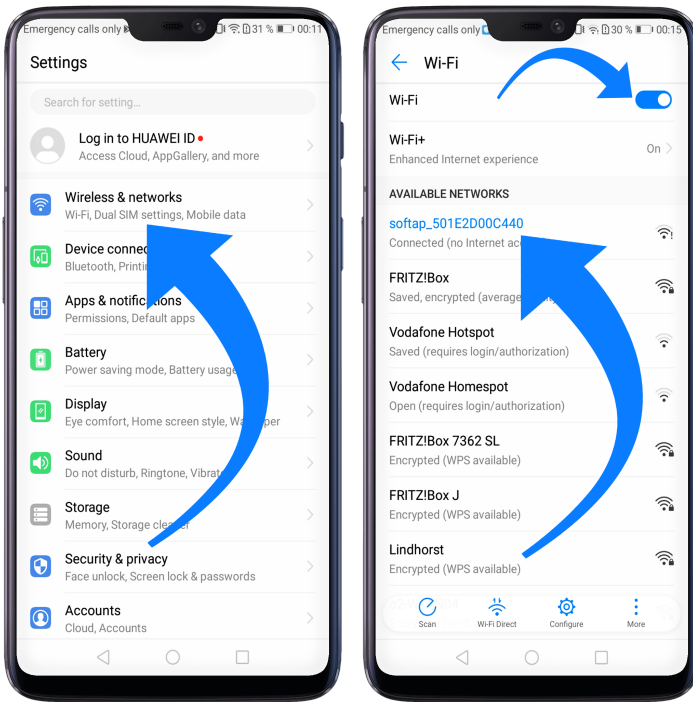 Emergency calls only
31 % 00:11
Settings
Search for setting...
Log in to HUAWEI ID
Access Cloud, AppGallery, and more
Wireless & networks
Wi-Fi, Dual SIM settings, Mobile data
Device connec
Bluetooth, Printin
Apps & notifications
Permissions, Default apps
Battery
Power saving mode, Battery usage
Display
Eye comfort, Home screen style, Wa per
Sound
Do not disturb, Ringtone, Vibrat
Storage
Memory, Storage cleaner
Security & privacy
Face unlock, Screen lock & passwords
Accounts
Cloud, Accounts
Emergency calls only
30 % 00:15
Wi-Fi
Wi-Fi
Wi-Fi+
Enhanced Internet experience
On
AVAILABLE NETWORKS
softap_501E2D00C440
Connected (no Internet acc
FRITZ!Box
Saved, encrypted (average
Vodafone Hotspot
Saved (requires login/authorization)
Vodafone Homespot
Open (requires login/authorization)
FRITZ!Box 7362 SL
Encrypted (WPS available)
FRITZ!Box J
Encrypted (WPS available)
Lindhorst
Encrypted (WPS available)
Scan
Wi-Fi Direct
Configure
More